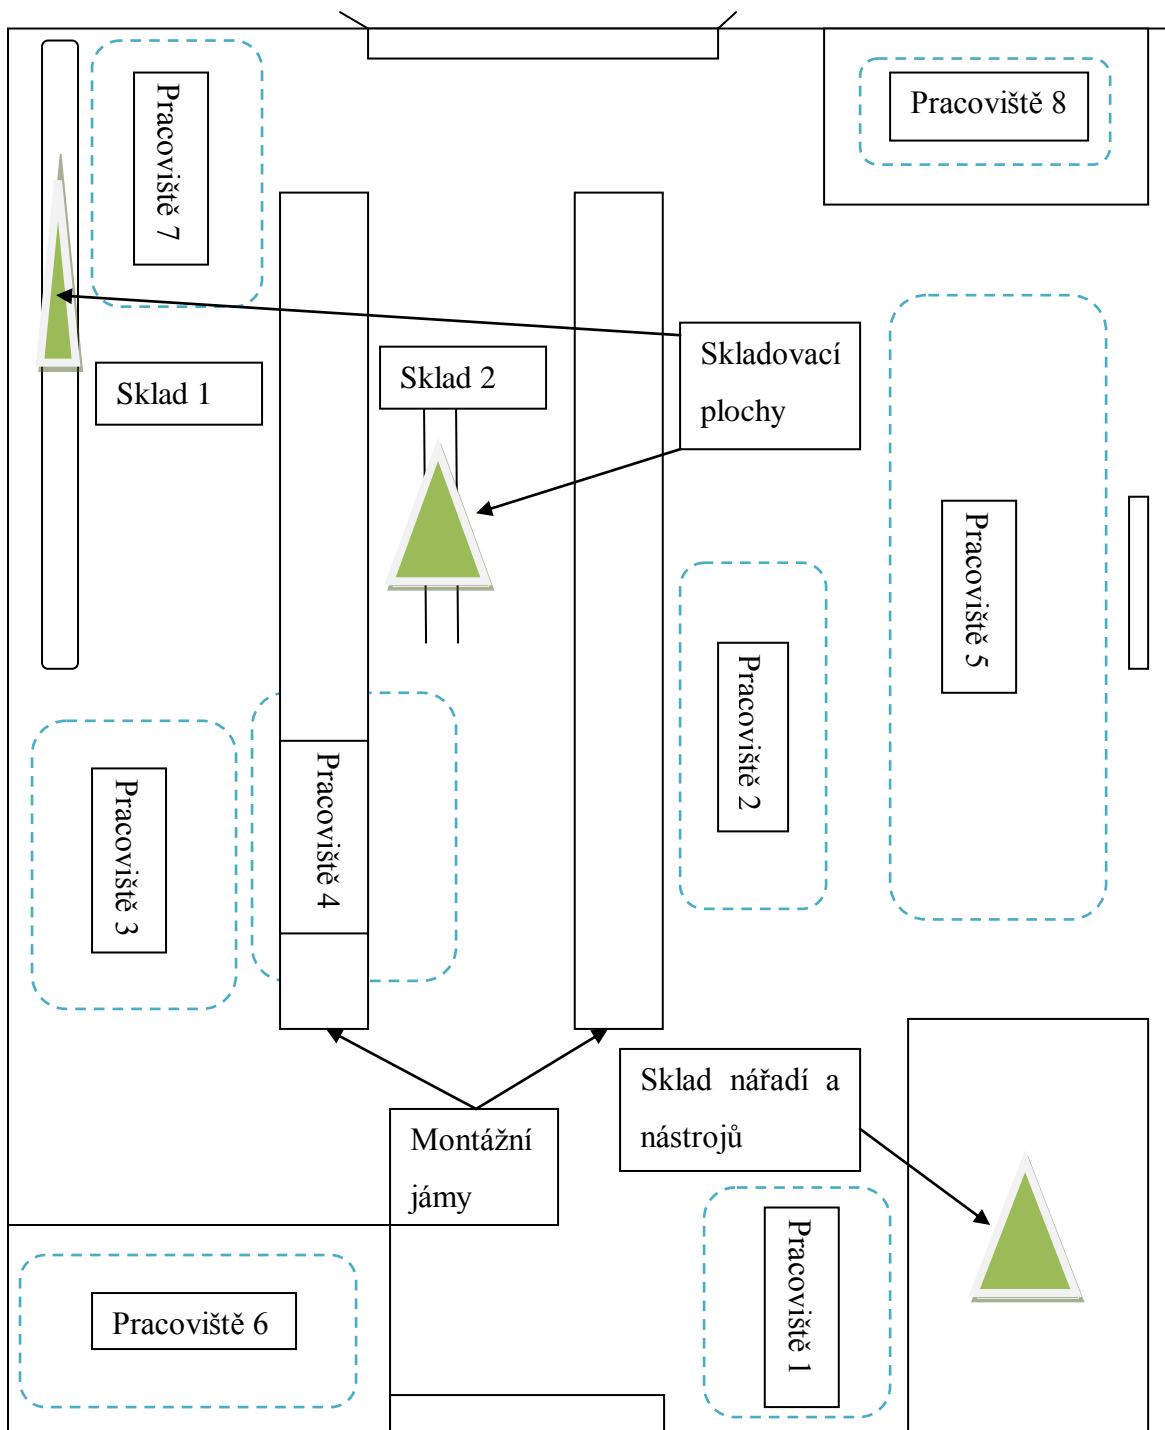 Pracoviště 7
Pracoviště 8
Skladovací
plochy
Sklad 1
Sklad 2
Pracoviště 5
Pracoviště 2
Pracoviště 4
Pracoviště 3
Sklad nářadí a
nástrojů
Montážní
jámy
Pracoviště 1
Pracoviště 6